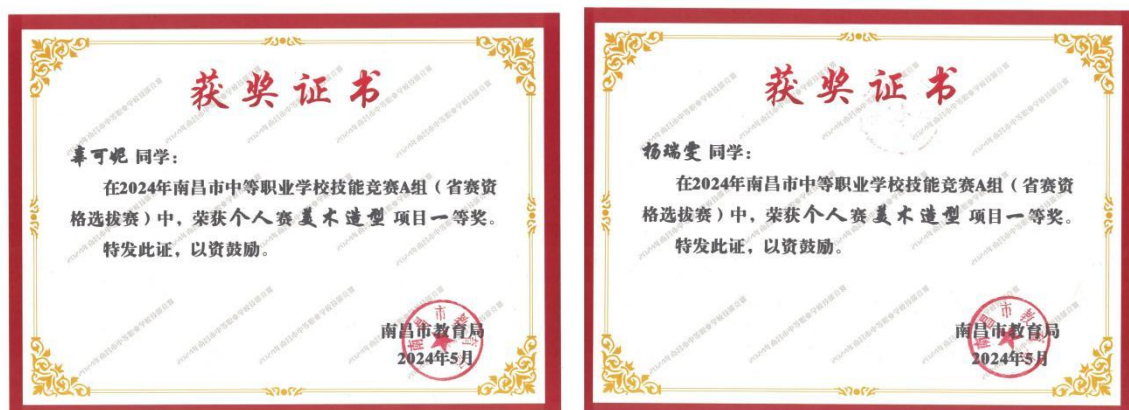 获奖证书
辜可妮 同学：
在2024年南昌市中等职业学校技能竞赛A组（省赛资
格选拔赛）中，荣获个人赛美术造型 项目一等奖。
特发此证，以资鼓励。
南昌市教育局
2024年5月
获奖证书
杨瑞雯 同学：
在2024年南昌市中等职业学校技能竞赛A组（省赛资
格选拔赛）中，荣获个人赛美术造型 项目一等奖。
特发此证，以资鼓励。
南昌市教育局
2024年5月